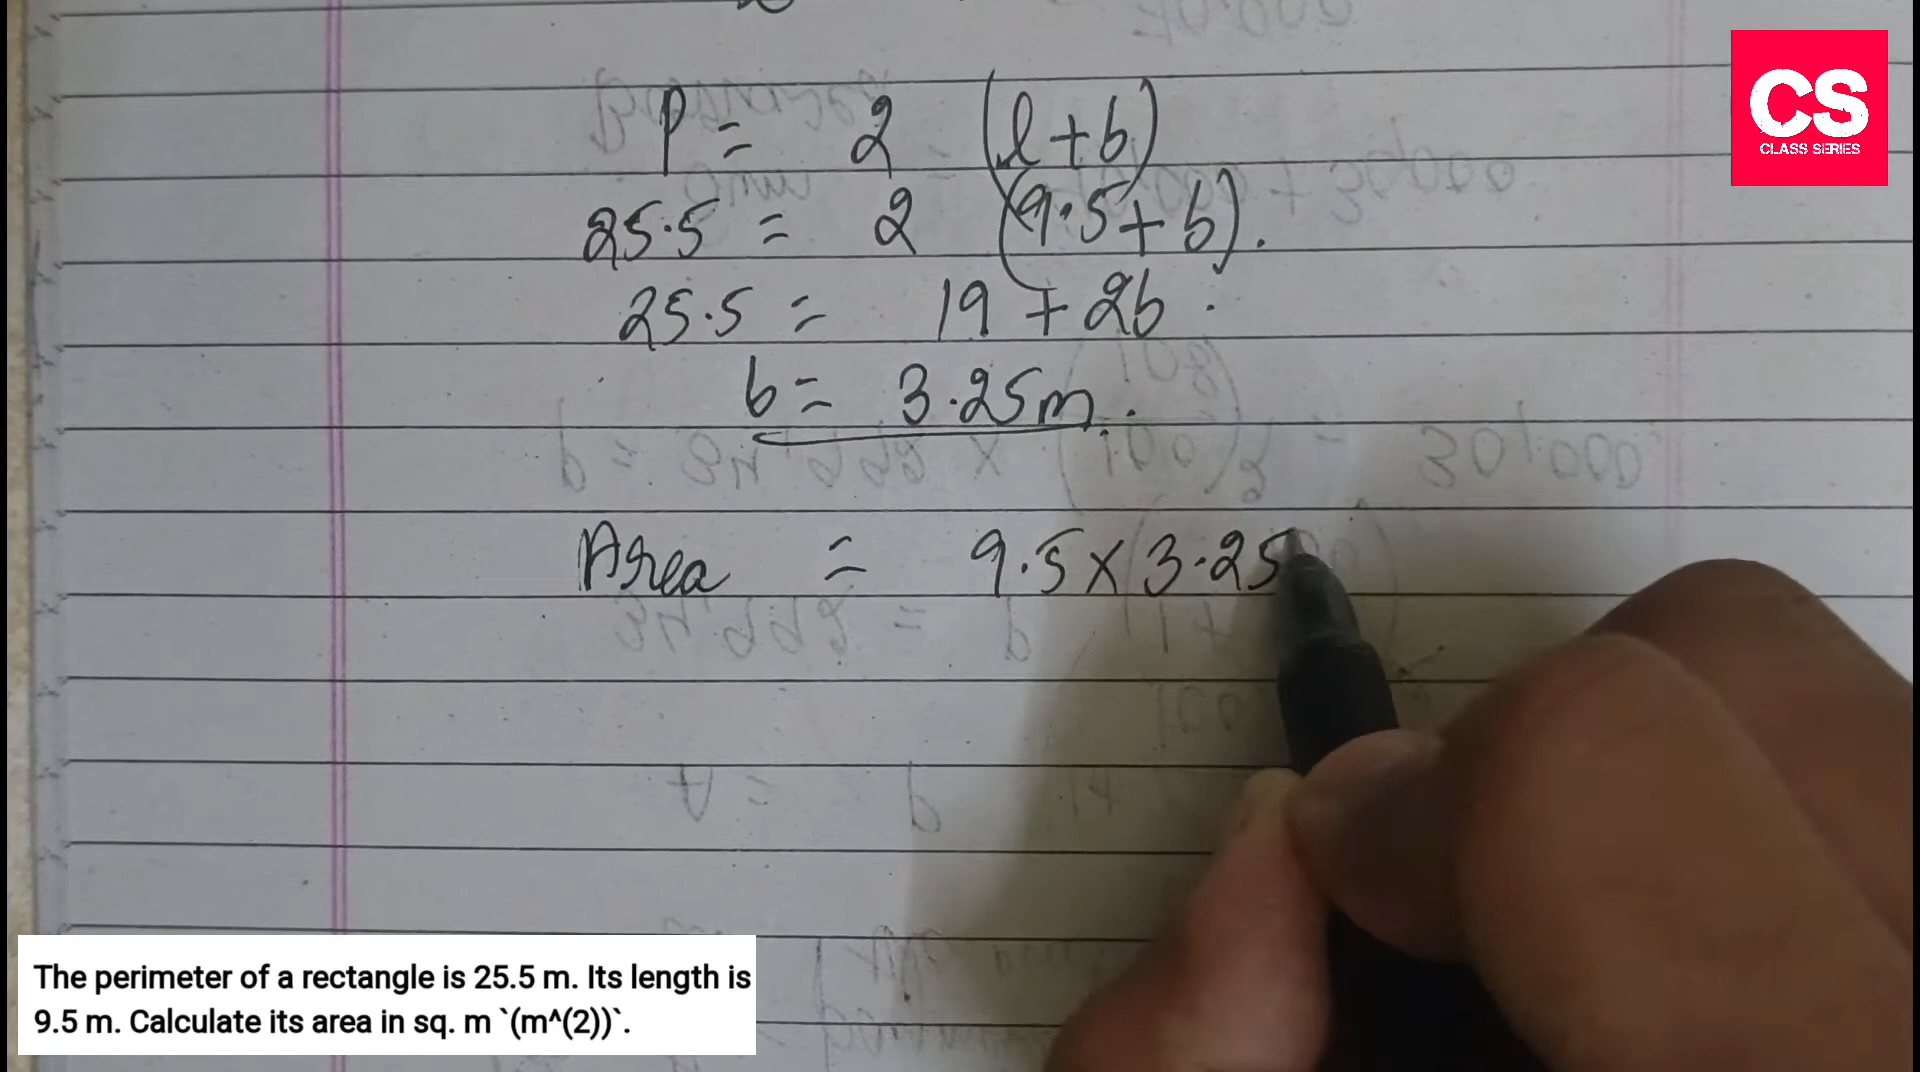 CS
CLASS SERIES
P = 2 (l+b)
25.5 = 2 (9.5+b).
25.5 = 19 + 2b.
b = 3.25m.
Area = 9.5×3.25
The perimeter of a rectangle is 25.5 m. Its length is
9.5 m. Calculate its area in sq. m `(m^(2))`.